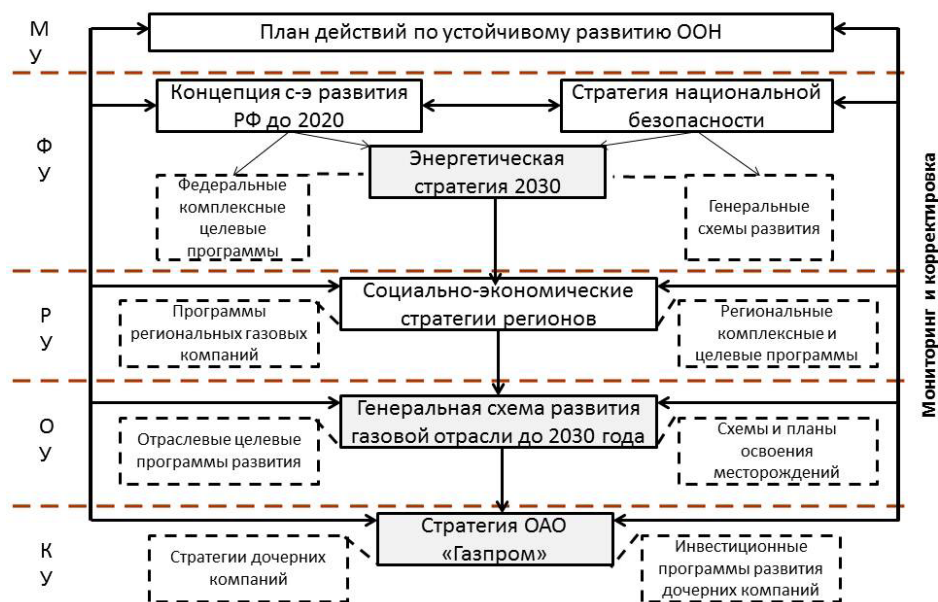 М
У
План действий по устойчивому развитию ООН
Ф
У
Концепция с-э развития
РФ до 2020
Стратегия национальной
безопасности
Энергетическая
стратегия 2030
Федеральные
комплексные
целевые
программы
Генеральные
схемы развития
Р
У
Социально-экономические
стратегии регионов
Программы
региональных газовых
компаний
Региональные
комплексные и
целевые программы
О
У
Генеральная схема развития
газовой отрасли до 2030 года
Отраслевые целевые
программы развития
Схемы и планы
освоения
месторождений
К
У
Стратегия ОАО
«Газпром»
Стратегии дочерних
компаний
Инвестиционные
программы развития
дочерних компаний
Мониторинг и корректировка